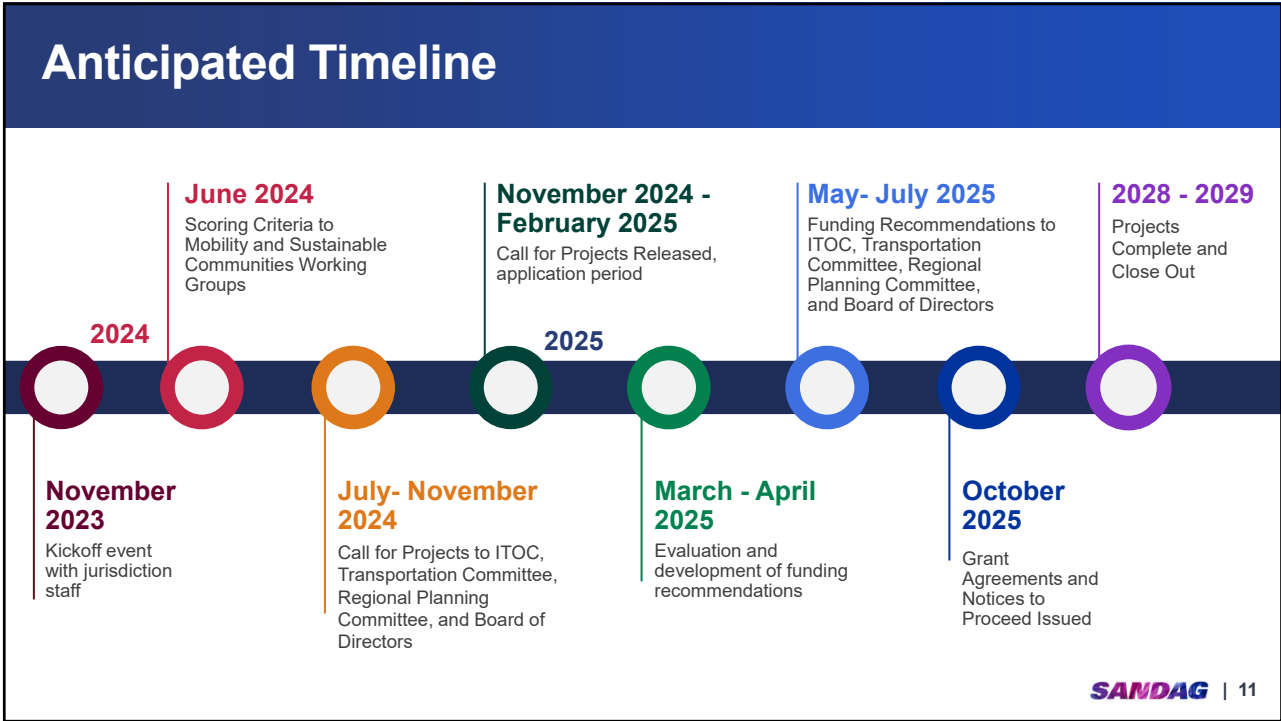 Anticipated Timeline
June 2024
Scoring Criteria to
Mobility and Sustainable
Communities Working
Groups
November 2024 -
February 2025
Call for Projects Released,
application period
May- July 2025
Funding Recommendations to
ITOC, Transportation
Committee, Regional
Planning Committee,
and Board of Directors
2028 - 2029
Projects
Complete and
Close Out
2024
2025
November
2023
Kickoff event
with jurisdiction
staff
July- November
2024
Call for Projects to ITOC,
Transportation Committee,
Regional Planning
Committee, and Board of
Directors
March - April
2025
Evaluation and
development of funding
recommendations
October
2025
Grant
Agreements and
Notices to
Proceed Issued
SANDAG | 11